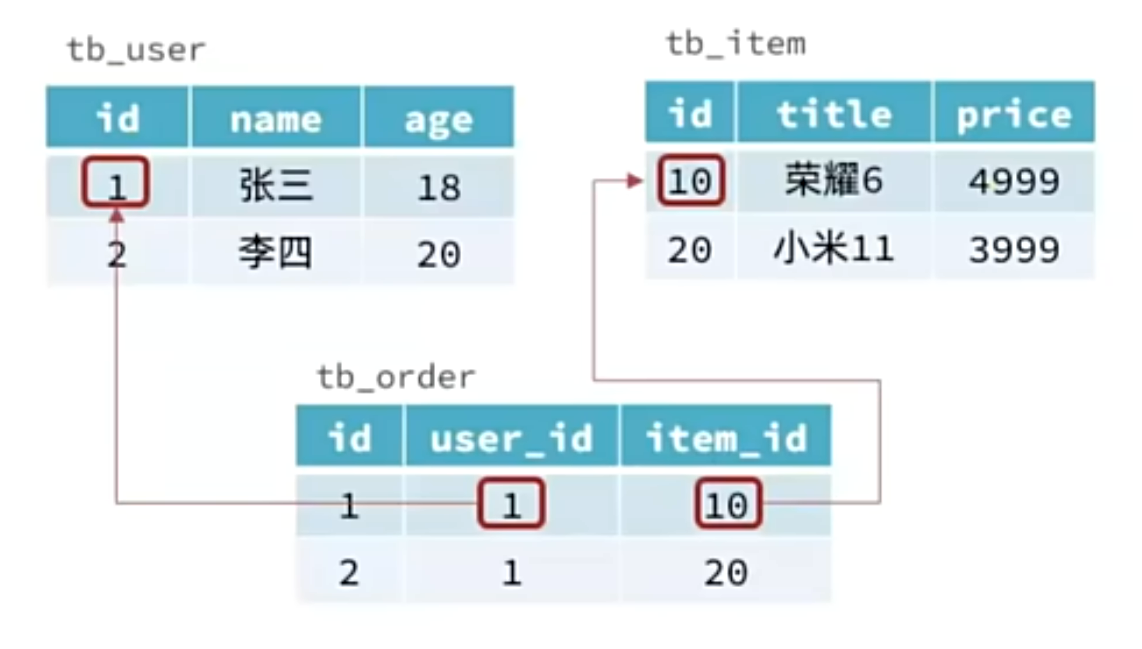 tb_user
id name age
1 张三 18
2 李四 20
tb_item
id title price
10 荣耀6 4999
20 小米11 3999
tb_order
id user_id item_id
1 1 10
2 1 20